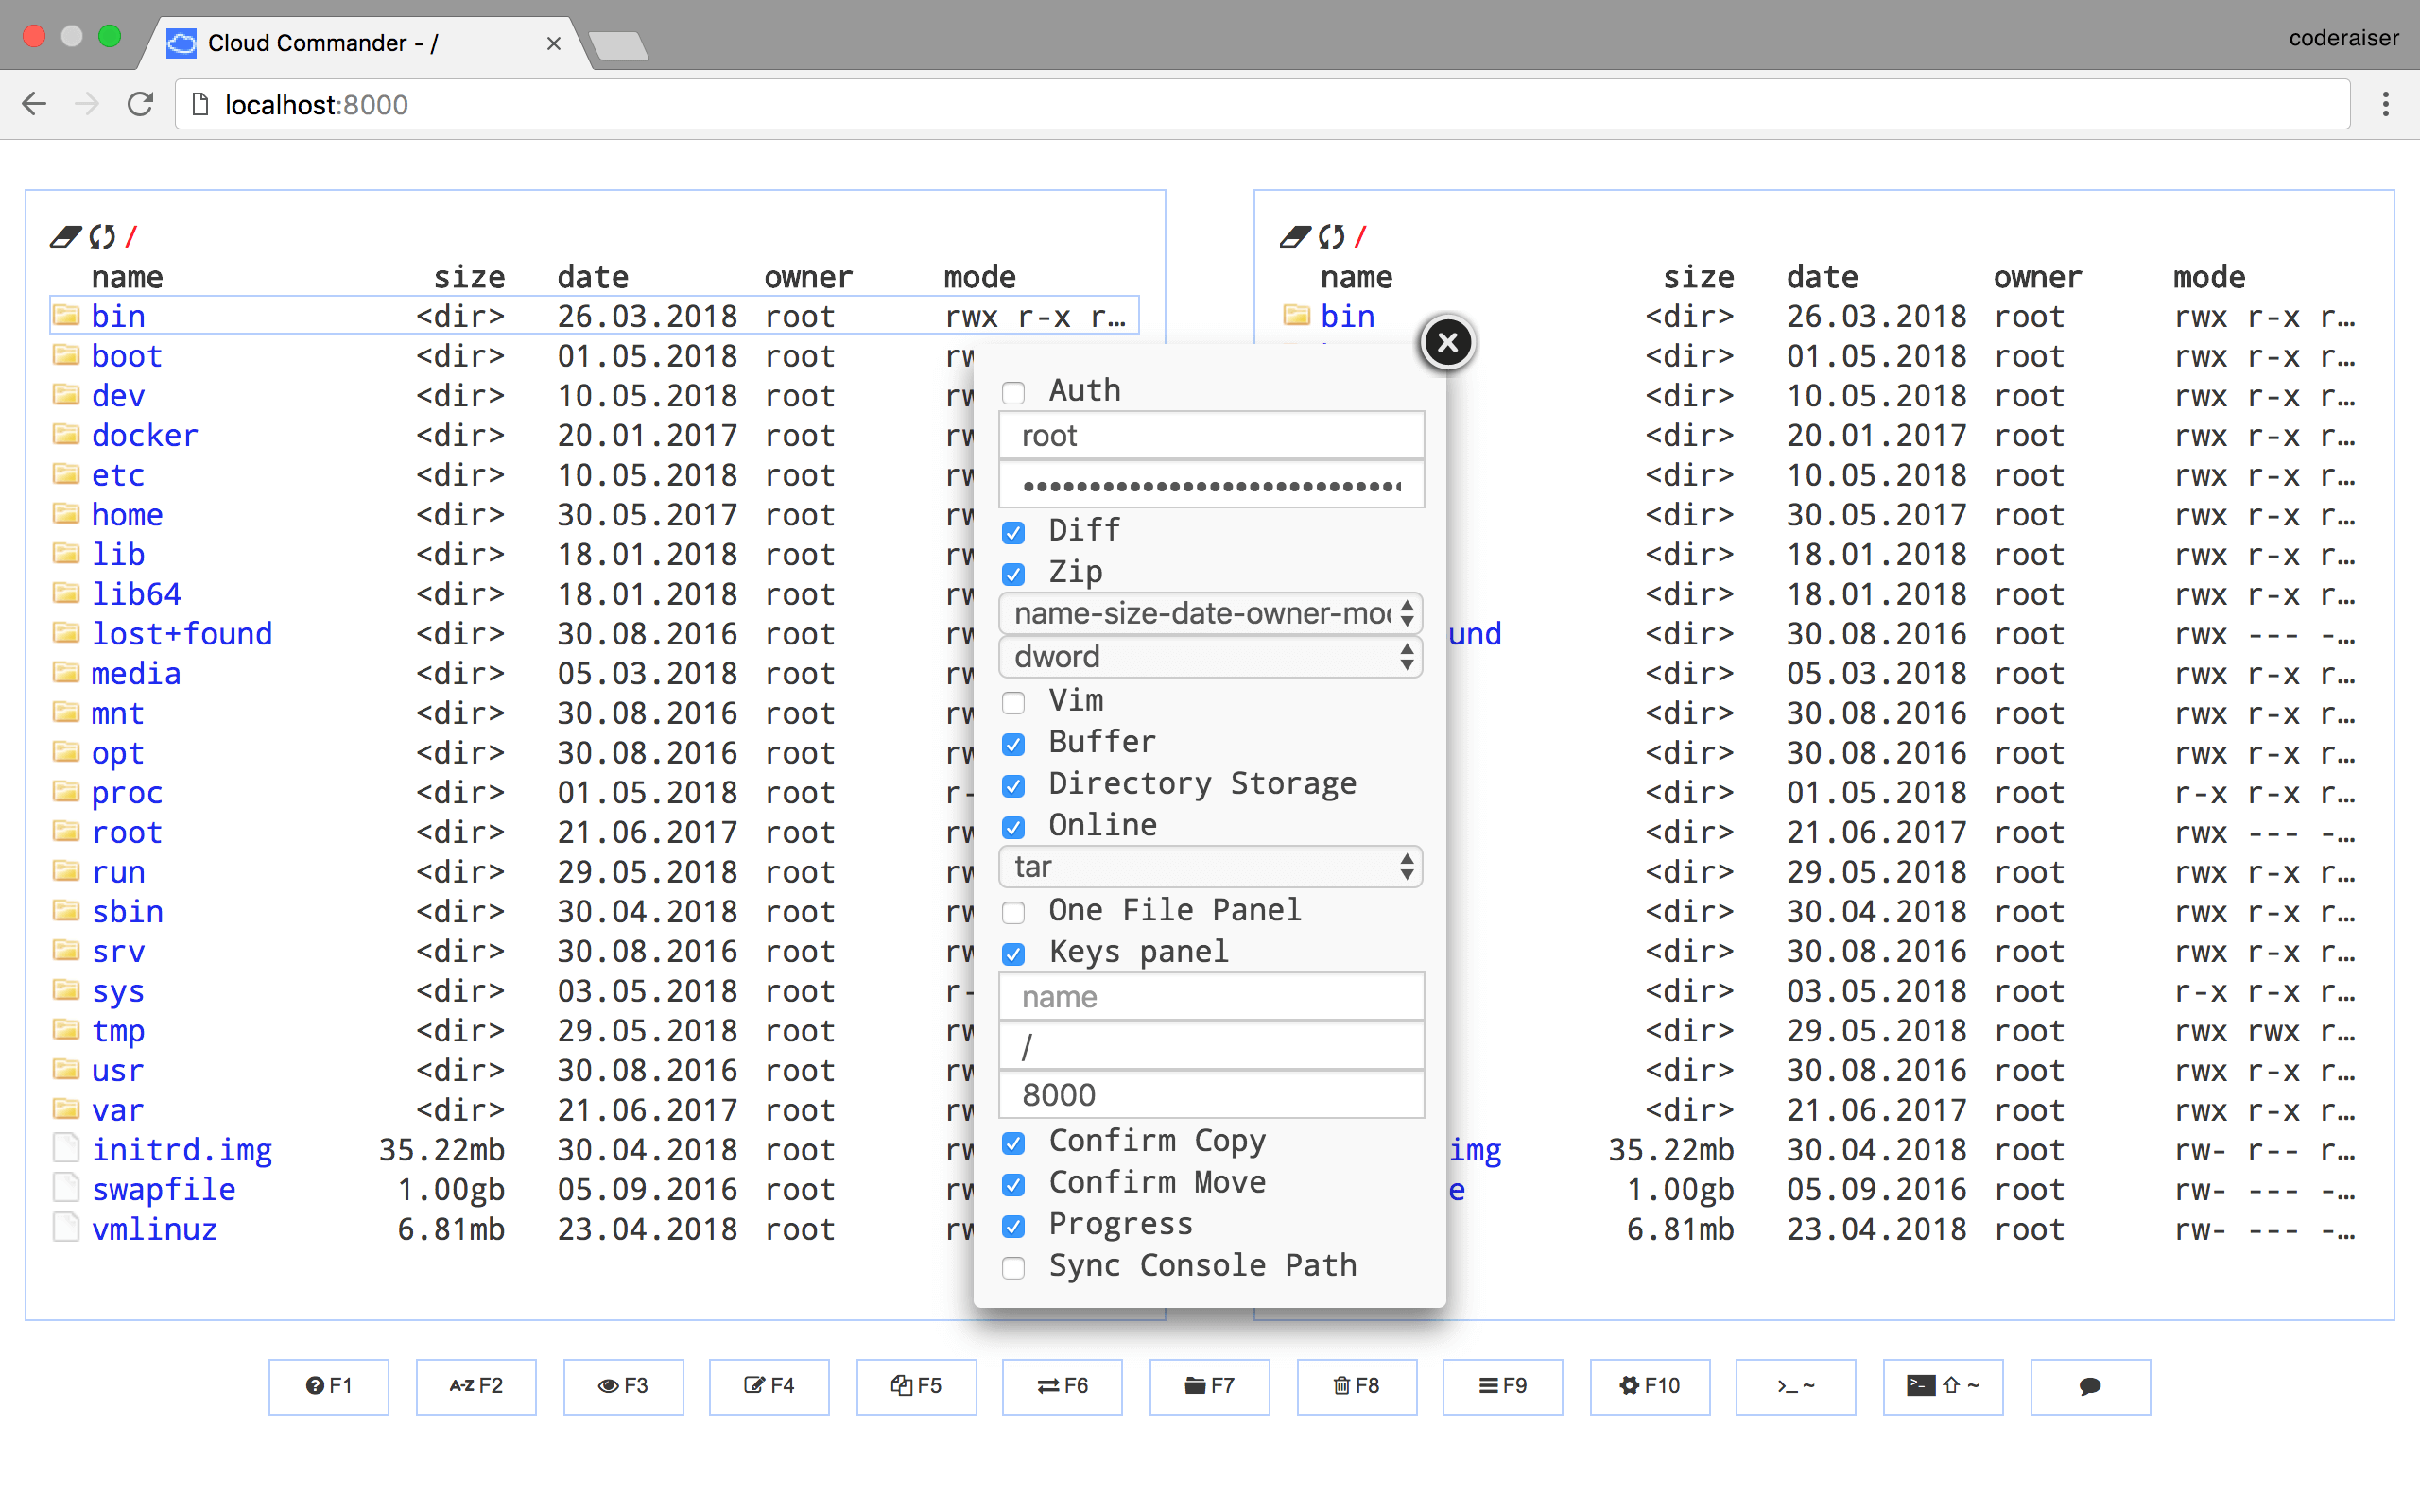 Cloud Commander - /
coderaiser
localhost:8000
/
name size date owner mode
bin <dir> 26.03.2018 root rwx r-x r…
boot <dir> 01.05.2018 root rw
dev <dir> 10.05.2018 root rw
docker <dir> 20.01.2017 root rw
etc <dir> 10.05.2018 root rw
home <dir> 30.05.2017 root rw
lib <dir> 18.01.2018 root rw
lib64 <dir> 18.01.2018 root rw
lost+found <dir> 30.08.2016 root rw
media <dir> 05.03.2018 root rw
mnt <dir> 30.08.2016 root rw
opt <dir> 30.08.2016 root rw
proc <dir> 01.05.2018 root r-
root <dir> 21.06.2017 root rw
run <dir> 29.05.2018 root rw
sbin <dir> 30.04.2018 root rw
srv <dir> 30.08.2016 root rw
sys <dir> 03.05.2018 root r-
tmp <dir> 29.05.2018 root rw
usr <dir> 30.08.2016 root rw
var <dir> 21.06.2017 root rw
initrd.img 35.22mb 30.04.2018 root rw
swapfile 1.00gb 05.09.2016 root rw
vmlinuz 6.81mb 23.04.2018 root rw
Auth
root
Diff
Zip
name-size-date-owner-mo
dword
Vim
Buffer
Directory Storage
Online
tar
One File Panel
Keys panel
name
/
8000
Confirm Copy
Confirm Move
Progress
Sync Console Path
/
name size date owner mode
bin <dir> 26.03.2018 root rwx r-x r…
<dir> 01.05.2018 root rwx r-x r…
<dir> 10.05.2018 root rwx r-x r…
<dir> 20.01.2017 root rwx r-x r…
<dir> 10.05.2018 root rwx r-x r…
<dir> 30.05.2017 root rwx r-x r…
<dir> 18.01.2018 root rwx r-x r…
<dir> 18.01.2018 root rwx r-x r…
und <dir> 30.08.2016 root rwx --- -…
<dir> 05.03.2018 root rwx r-x r…
<dir> 30.08.2016 root rwx r-x r…
<dir> 30.08.2016 root rwx r-x r…
<dir> 01.05.2018 root r-x r-x r…
<dir> 21.06.2017 root rwx --- -…
<dir> 29.05.2018 root rwx r-x r…
<dir> 30.04.2018 root rwx r-x r…
<dir> 30.08.2016 root rwx r-x r…
<dir> 03.05.2018 root r-x r-x r…
<dir> 29.05.2018 root rwx rwx r…
<dir> 30.08.2016 root rwx r-x r…
<dir> 21.06.2017 root rwx r-x r…
img 35.22mb 30.04.2018 root rw- r-- r…
e 1.00gb 05.09.2016 root rw- --- -…
6.81mb 23.04.2018 root rw- --- -…
F1
A-Z F2
F3
F4
F5
F6
F7
F8
F9
F10
>_ ~
>- ⇧ ~